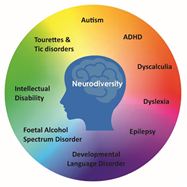 Autism
ADHD
Dyscalculia
Dyslexia
Epilepsy
Developmental
Language Disorder
Foetal Alcohol
Spectrum Disorder
Intellectual
Disability
Tourettes &
Tic disorders
Neurodiversity